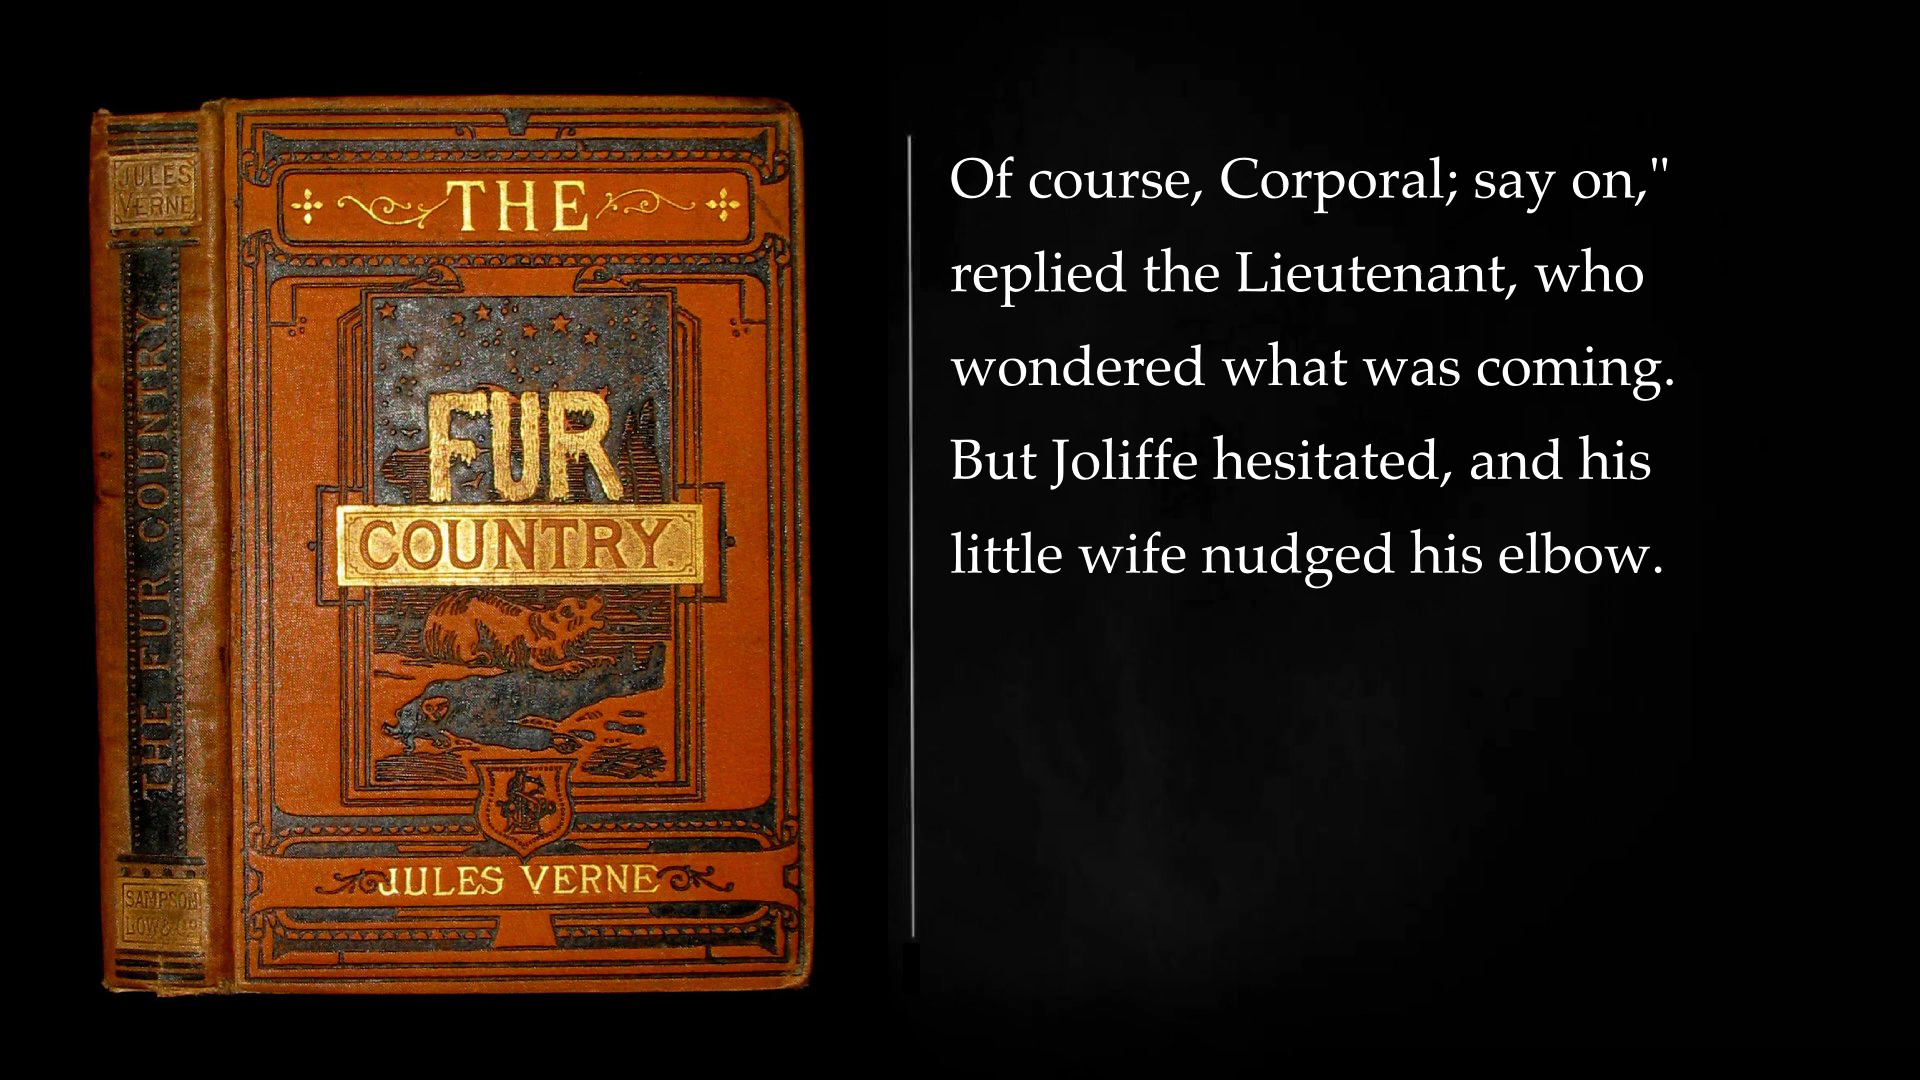 JULES
VERNE
THE FUR COUNTRY.
SAMPSON
LOW & Co
THE
FUR
COUNTRY.
JULES VERNE
Of course, Corporal; say on,"
replied the Lieutenant, who
wondered what was coming.
But Joliffe hesitated, and his
little wife nudged his elbow.